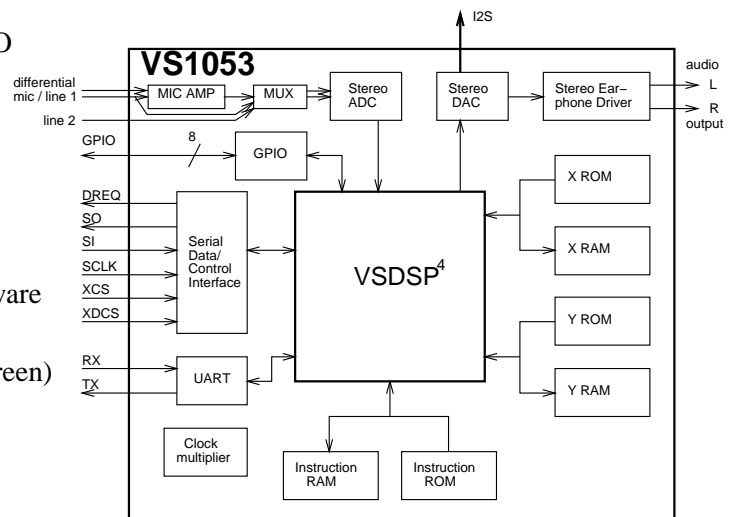 I2S
O
VS1053
audio
differential
mic / line 1
MIC AMP
MUX
Stereo
ADC
Stereo
DAC
Stereo Ear−
phone Driver
L
R
output
line 2
GPIO
8
GPIO
X ROM
DREQ
SO
SI
SCLK
XCS
XDCS
Serial
Data/
Control
Interface
VSDSP4
X RAM
ware
Y ROM
reen)
RX
TX
UART
Y RAM
Clock
multiplier
Instruction
RAM
Instruction
ROM